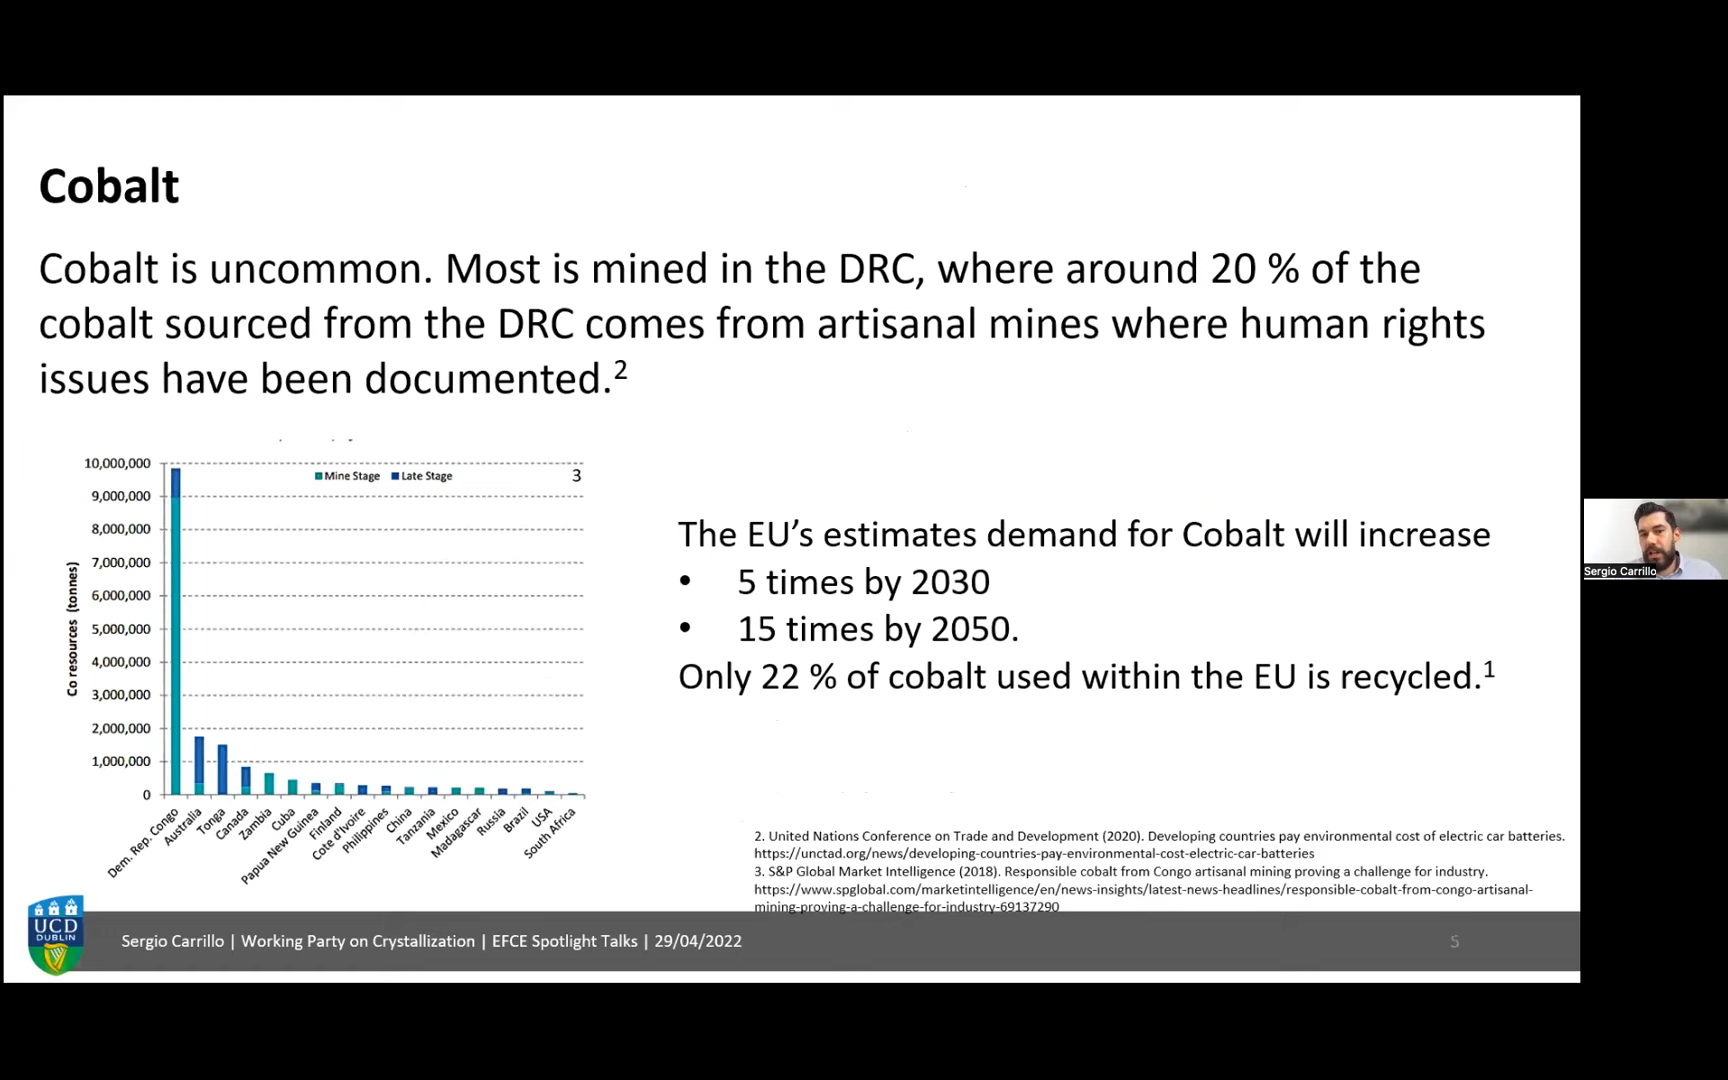 Cobalt
Cobalt is uncommon. Most is mined in the DRC, where around 20 % of the
cobalt sourced from the DRC comes from artisanal mines where human rights
issues have been documented.²
10,000,000
9,000,000
8,000,000
7,000,000
6,000,000
5,000,000
4,000,000
3,000,000
2,000,000
1,000,000
0
Co resources (tonnes)
Mine Stage Late Stage
3
Dem. Rep. Congo
Australia
Tonga
Canada
Zambia
Cuba
Papua New Guinea
Finland
Cote d'Ivoire
Philippines
China
Tanzania
Mexico
Madagascar
Russia
Brazil
USA
South Africa
The EU’s estimates demand for Cobalt will increase
• 5 times by 2030
• 15 times by 2050.
Only 22 % of cobalt used within the EU is recycled.¹
Sergio Carrillo
2. United Nations Conference on Trade and Development (2020). Developing countries pay environmental cost of electric car batteries.
https://unctad.org/news/developing-countries-pay-environmental-cost-electric-car-batteries
3. S&P Global Market Intelligence (2018). Responsible cobalt from Congo artisanal mining proving a challenge for industry.
https://www.spglobal.com/marketintelligence/en/news-insights/latest-news-headlines/responsible-cobalt-from-congo-artisanal-
mining-proving-a-challenge-for-industry-69137290
UCD
DUBLIN
Sergio Carrillo | Working Party on Crystallization | EFCE Spotlight Talks | 29/04/2022